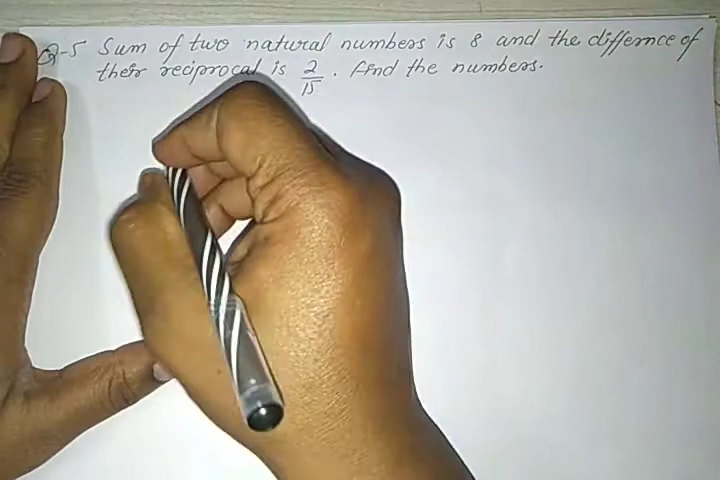 Q-5 Sum of two natural numbers is 8 and the differnce of
their reciprocal is 2/15. Find the numbers.